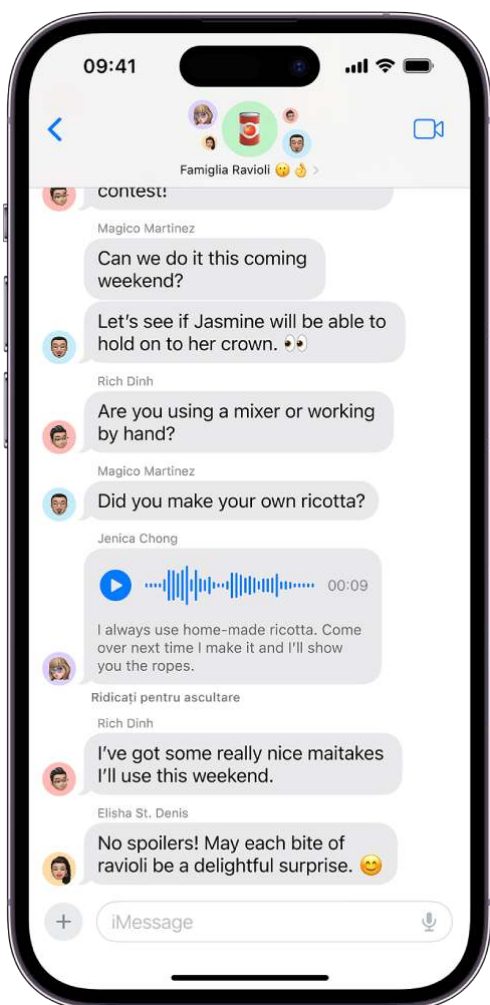 09:41
Famiglia Ravioli 🤫👌 >
contest!
Magico Martinez
Can we do it this coming
weekend?
Let's see if Jasmine will be able to
hold on to her crown. 👀
Rich Dinh
Are you using a mixer or working
by hand?
Magico Martinez
Did you make your own ricotta?
Jenica Chong
00:09
I always use home-made ricotta. Come
over next time I make it and I'll show
you the ropes.
Ridicați pentru ascultare
Rich Dinh
I've got some really nice maitakes
I'll use this weekend.
Elisha St. Denis
No spoilers! May each bite of
ravioli be a delightful surprise. 😊
iMessage